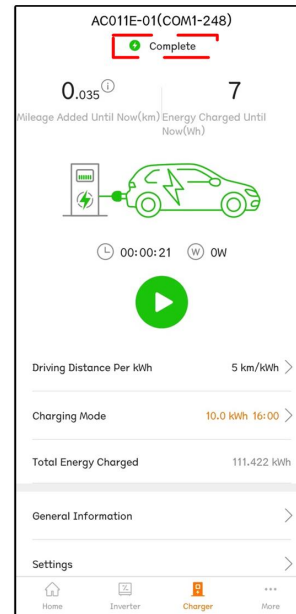 AC011E-01(COM1-248)
Complete
0.035 7
Mileage Added Until Now(km) Energy Charged Until Now(Wh)
00:00:21 W 0W
Driving Distance Per kWh 5 km/kWh
Charging Mode 10.0 kWh 16:00
Total Energy Charged 111.422 kWh
General Information
Settings
Home Inverter Charger More